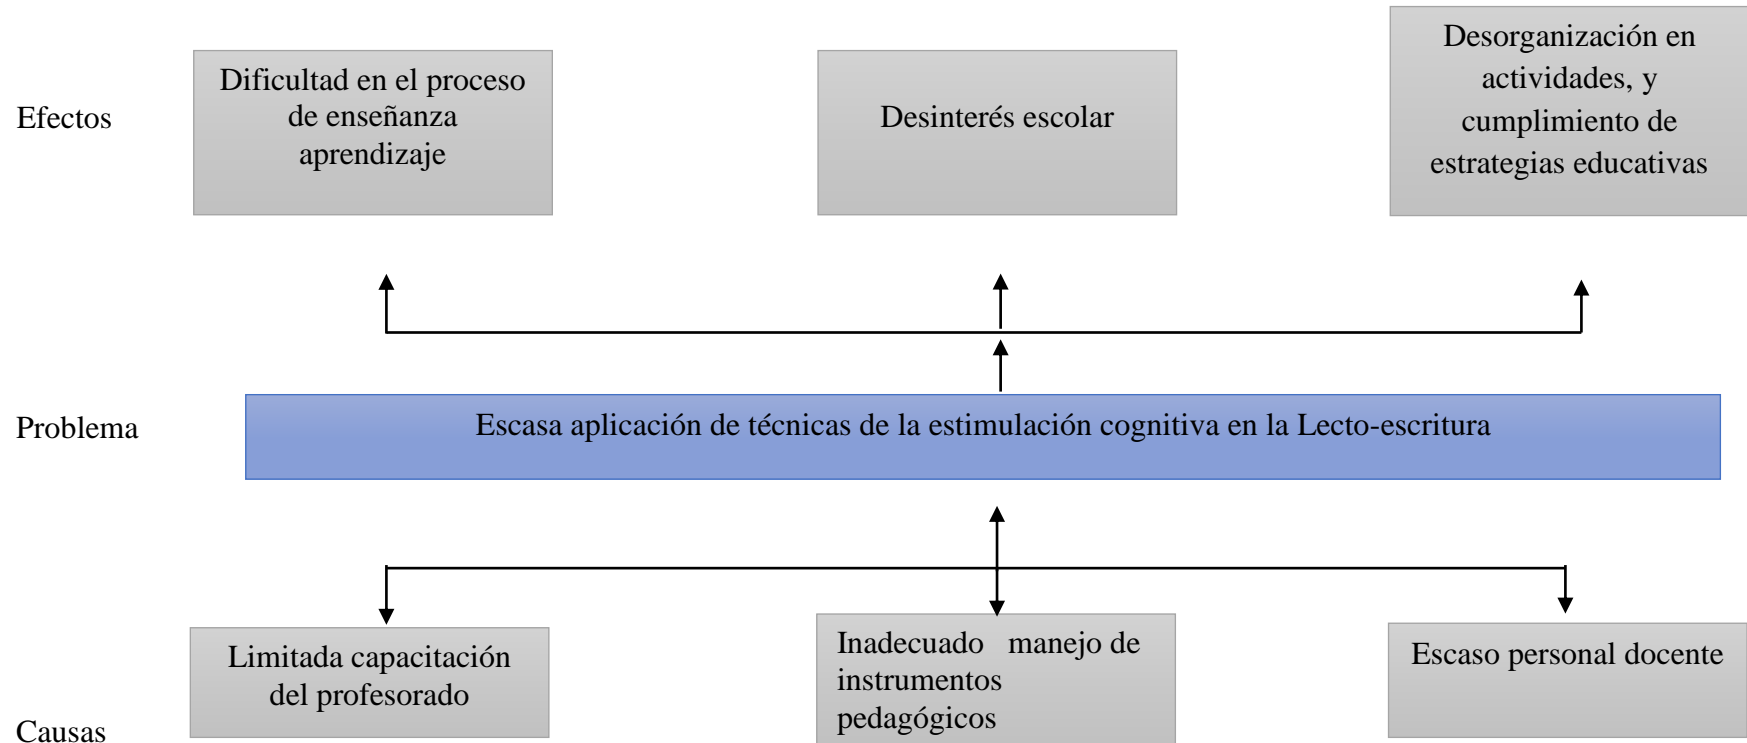 Efectos
Dificultad en el proceso
de enseñanza
aprendizaje
Desinterés escolar
Desorganización en
actividades, y
cumplimiento de
estrategias educativas
Problema
Escasa aplicación de técnicas de la estimulación cognitiva en la Lecto-escritura
Causas
Limitada capacitación
del profesorado
Inadecuado manejo de
instrumentos
pedagógicos
Escaso personal docente